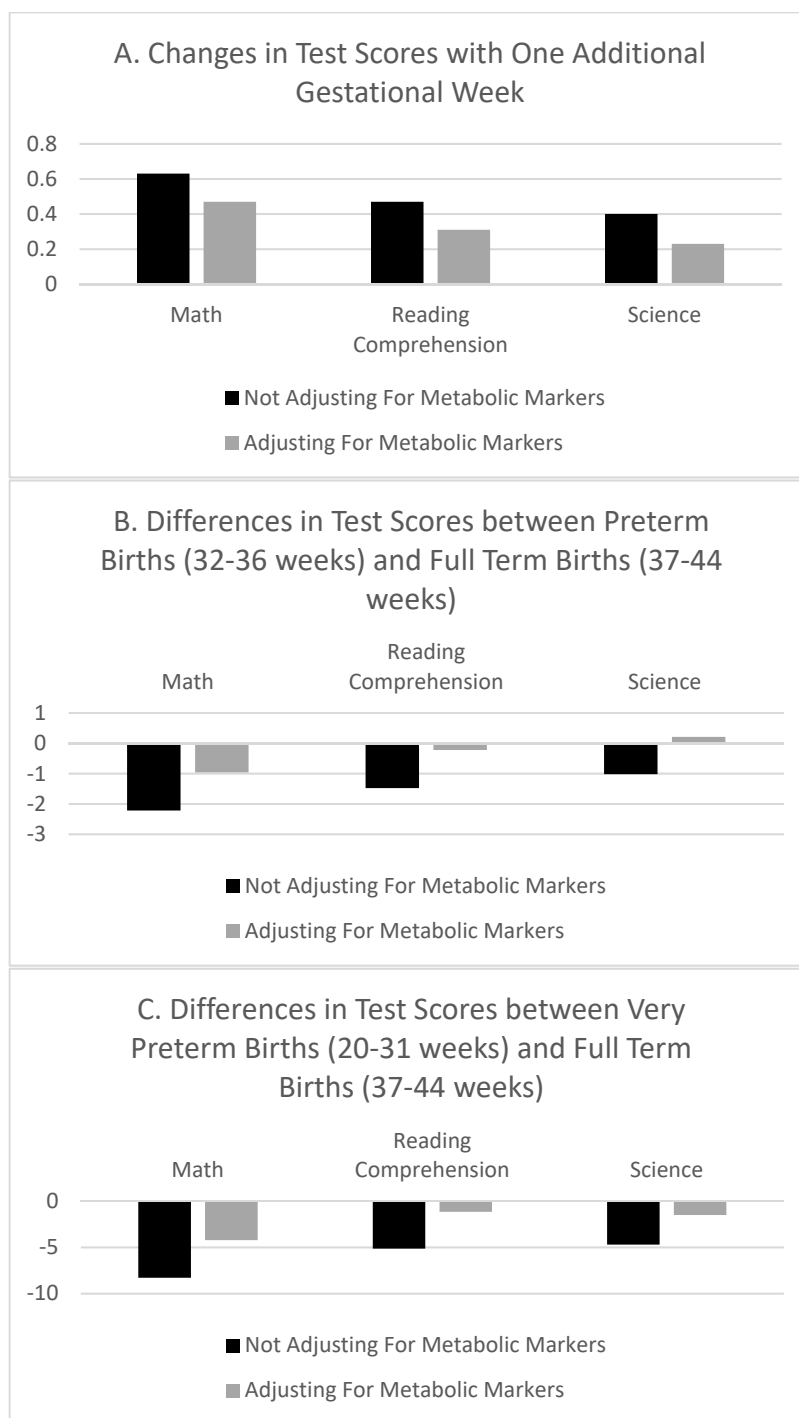 A. Changes in Test Scores with One Additional
Gestational Week
0.8
0.6
0.4
0.2
0
Math
Reading
Comprehension
Science
Not Adjusting For Metabolic Markers
Adjusting For Metabolic Markers
B. Differences in Test Scores between Preterm
Births (32-36 weeks) and Full Term Births (37-44
weeks)
Math
Reading
Comprehension
Science
1
0
-1
-2
-3
Not Adjusting For Metabolic Markers
Adjusting For Metabolic Markers
C. Differences in Test Scores between Very
Preterm Births (20-31 weeks) and Full Term
Births (37-44 weeks)
Math
Reading
Comprehension
Science
0
-5
-10
Not Adjusting For Metabolic Markers
Adjusting For Metabolic Markers